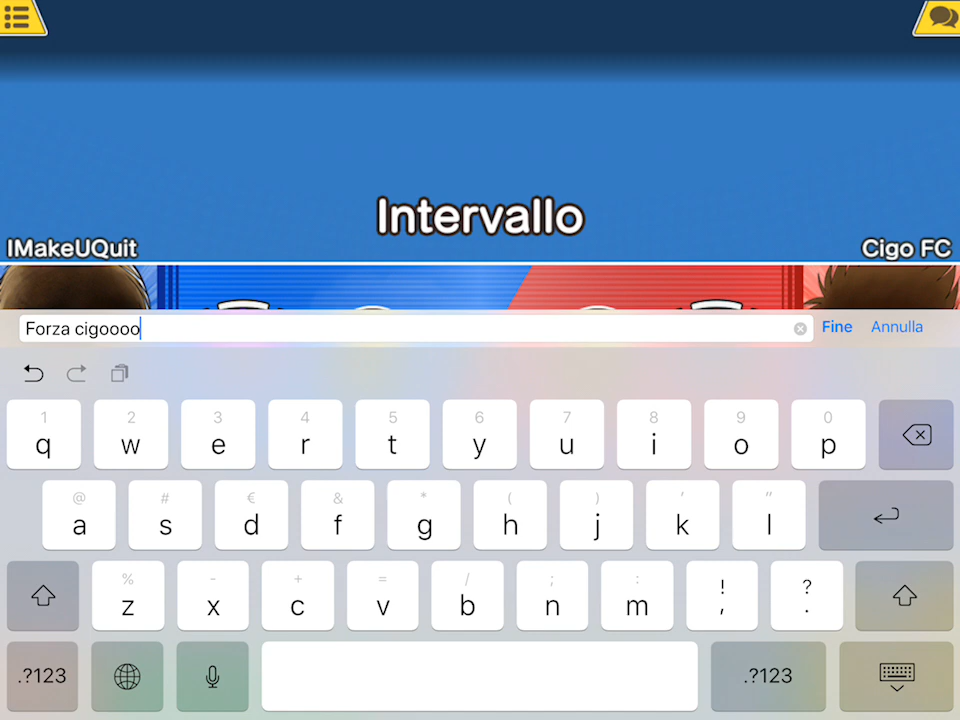 Intervallo
IMakeUQuit Cigo FC
Forza cigoooo Fine Annulla
1 2 3 4 5 6 7 8 9 0
q w e r t y u i o p
@ # € & * ( ) ' "
a s d f g h j k l
% - + = / ; : ! ?
z x c v b n m , .
.?123 .?123